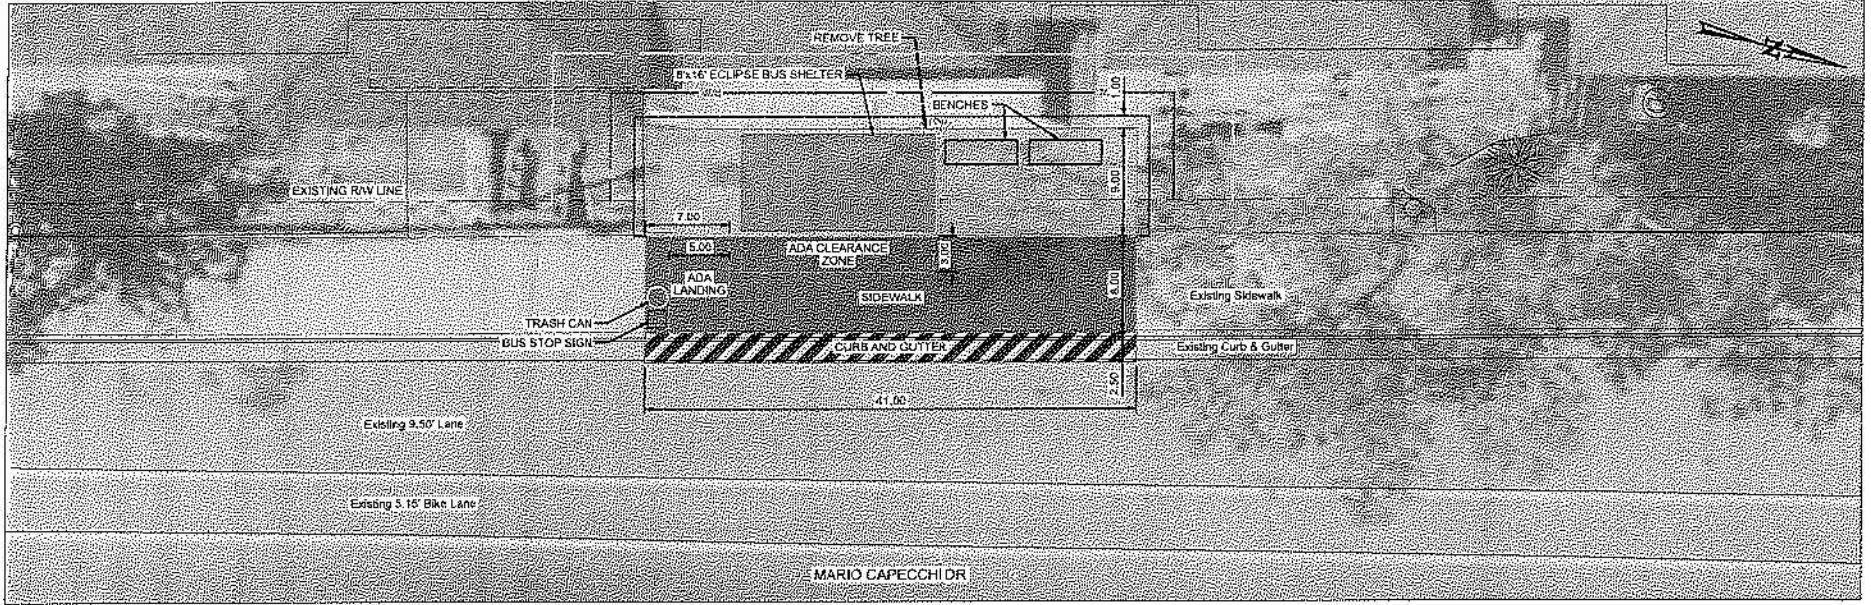 REMOVE TREE
8'x16' ECLIPSE BUS SHELTER
BENCHES
1.00
N
EXISTING R/W LINE
9.00
7.00
5.00
ADA CLEARANCE
ZONE
3.00
ADA
LANDING
SIDEWALK
8.00
Existing Sidewalk
TRASH CAN
BUS STOP SIGN
CURB AND GUTTER
Existing Curb & Gutter
2.50
41.00
Existing 9.50' Lane
Existing 5.15' Bike Lane
MARIO CAPECCHI DR